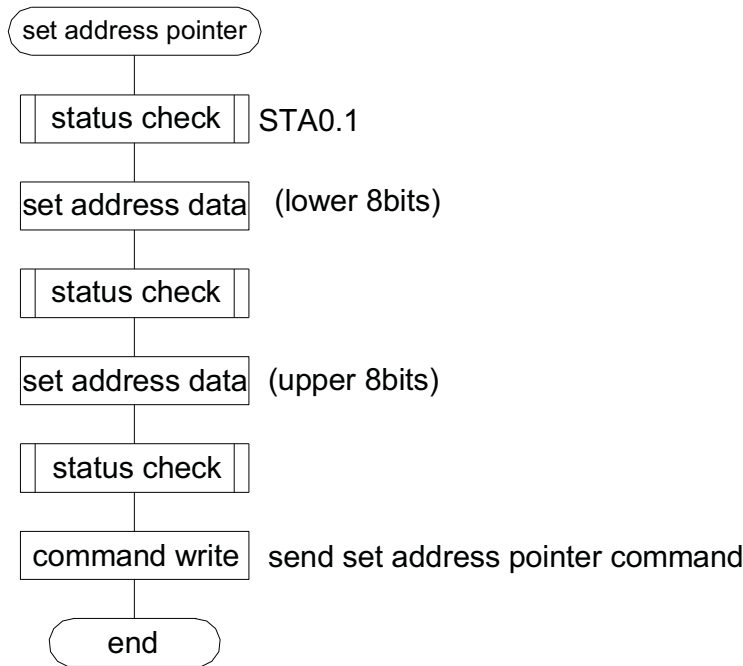 set address pointer
status check STA0.1
set address data (lower 8bits)
status check
set address data (upper 8bits)
status check
command write send set address pointer command
end